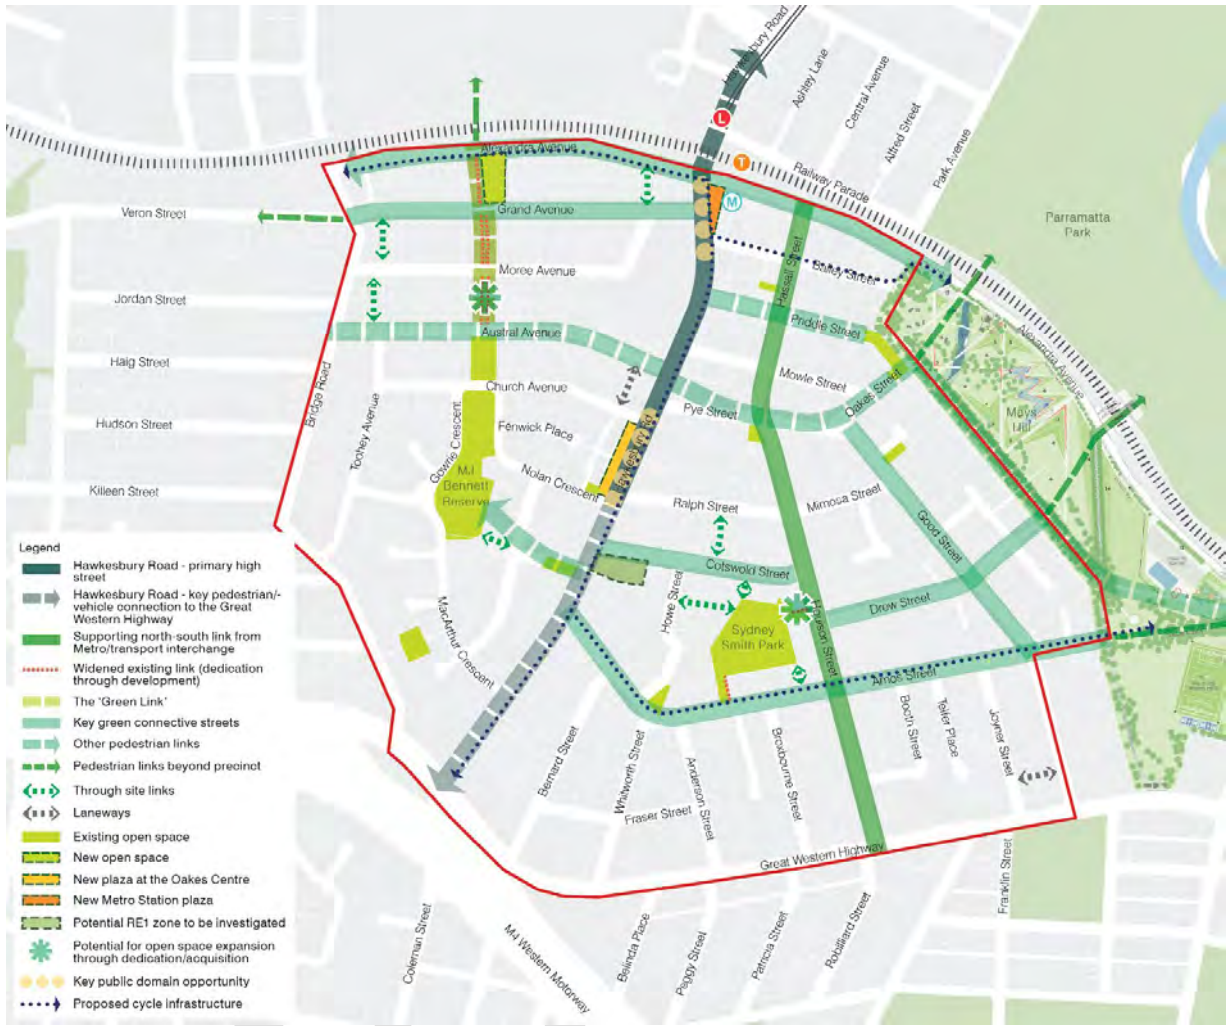 Hawkesbury Road
Ashley Lane
Central Avenue
Alfred Street
Park Avenue
L
T
M
Railway Parade
Parramatta
Park
Alexandra Avenue
Veron Street
Grand Avenue
Moree Avenue
Jordan Street
Hassall Street
Bailey Street
Priddle Street
Alexandra Avenue
Austral Avenue
Haig Street
Bridge Road
Church Avenue
Mowle Street
Oakes Street
Pye Street
Mays
Hill
Hudson Street
Toohey Avenue
Gowrie Crescent
Fenwick Place
Hawkesbury Rd
Nolan Crescent
MJ
Bennett
Reserve
Killeen Street
Ralph Street
Mimosa Street
Good Street
Cotswold Street
Howe Street
Drew Street
Houison Street
Sydney
Smith Park
MacArthur Crescent
Amos Street
Booth Street
Telfer Place
Joyner Street
Bernard Street
Whitworth Street
Anderson Street
Broxbourne Street
Fraser Street
Great Western Highway
Franklin Street
Coleman Street
M4 Western Motorway
Belinda Place
Peggy Street
Patricia Street
Robilliard Street
Legend
Hawkesbury Road - primary high
street
Hawkesbury Road - key pedestrian/-
vehicle connection to the Great
Western Highway
Supporting north-south link from
Metro/transport interchange
Widened existing link (dedication
through development)
The 'Green Link'
Key green connective streets
Other pedestrian links
Pedestrian links beyond precinct
Through site links
Laneways
Existing open space
New open space
New plaza at the Oakes Centre
New Metro Station plaza
Potential RE1 zone to be investigated
Potential for open space expansion
through dedication/acquisition
Key public domain opportunity
Proposed cycle infrastructure